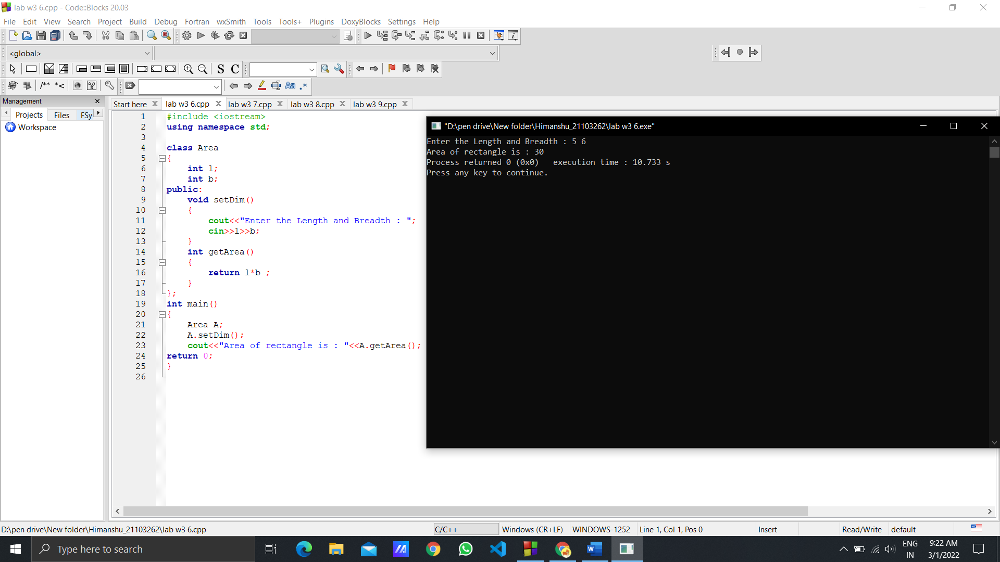 lab w3 6.cpp - Code::Blocks 20.03
File Edit View Search Project Build Debug Fortran wxSmith Tools Tools+ Plugins DoxyBlocks Settings Help
<global>
S C
/** *<
Aa .*
Management
Projects Files FSy
Workspace
Start here lab w3 6.cpp lab w3 7.cpp lab w3 8.cpp lab w3 9.cpp
1 #include <iostream>
2 using namespace std;
3
4 class Area
5 {
6 int l;
7 int b;
8 public:
9 void setDim()
10 {
11 cout<<"Enter the Length and Breadth : ";
12 cin>>l>>b;
13 }
14 int getArea()
15 {
16 return l*b ;
17 }
18 };
19 int main()
20 {
21 Area A;
22 A.setDim();
23 cout<<"Area of rectangle is : "<<A.getArea();
24 return 0;
25 }
26
"D:\pen drive\New folder\Himanshu_21103262\lab w3 6.exe"
Enter the Length and Breadth : 5 6
Area of rectangle is : 30
Process returned 0 (0x0)   execution time : 10.733 s
Press any key to continue.
D:\pen drive\New folder\Himanshu_21103262\lab w3 6.cpp C/C++ Windows (CR+LF) WINDOWS-1252 Line 1, Col 1, Pos 0 Insert Read/Write default
Type here to search
ENG
IN
9:22 AM
3/1/2022